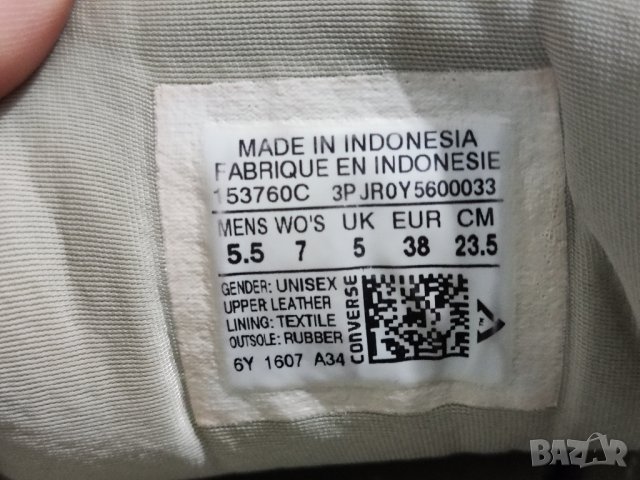 MADE IN INDONESIA
FABRIQUE EN INDONESIE
153760C 3PJR0Y5600033
MENS WO'S UK EUR CM
5.5 7 5 38 23.5
GENDER: UNISEX
UPPER LEATHER
LINING: TEXTILE
OUTSOLE: RUBBER
6Y 1607 A34
CONVERSE
BAZAR